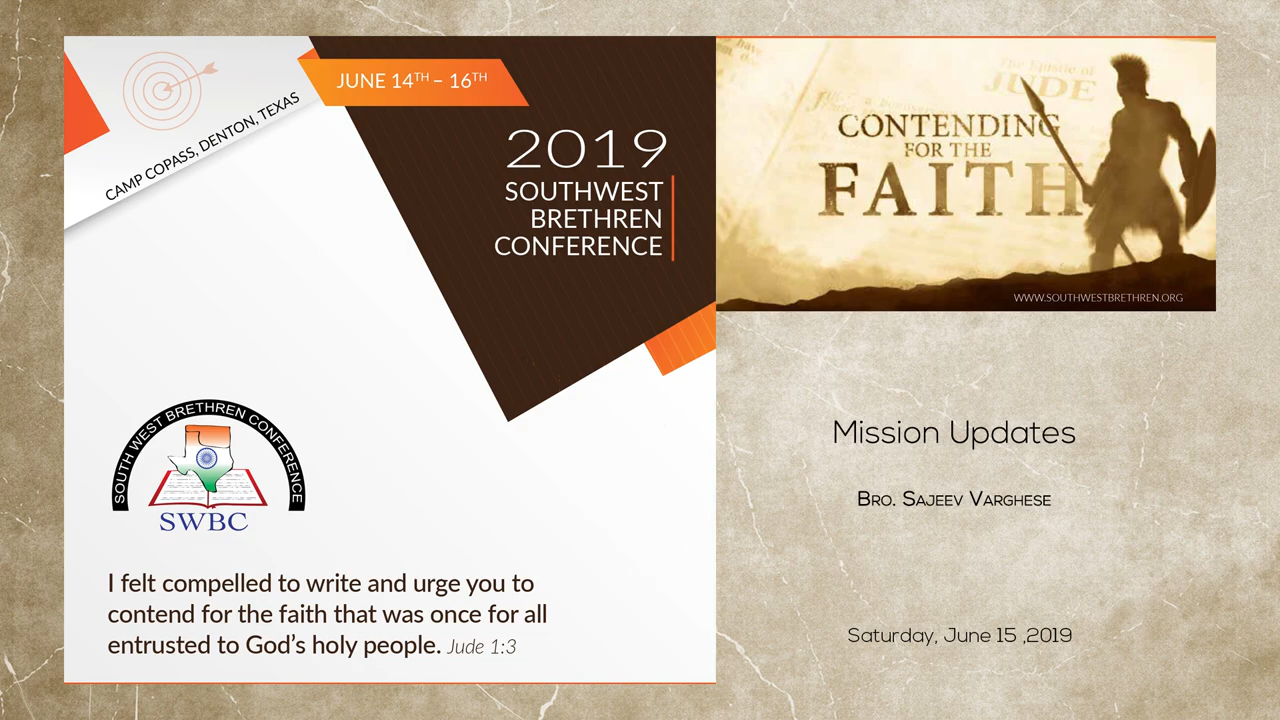 CAMP COPASS, DENTON, TEXAS
JUNE 14TH – 16TH
2019
SOUTHWEST
BRETHREN
CONFERENCE
SOUTH WEST BRETHREN CONFERENCE
SWBC
I felt compelled to write and urge you to
contend for the faith that was once for all
entrusted to God's holy people. Jude 1:3
The Epistle of
JUDE
CONTENDING
FOR THE
FAITH
WWW.SOUTHWESTBRETHREN.ORG
Mission Updates
Bro. Sajeev Varghese
Saturday, June 15 ,2019